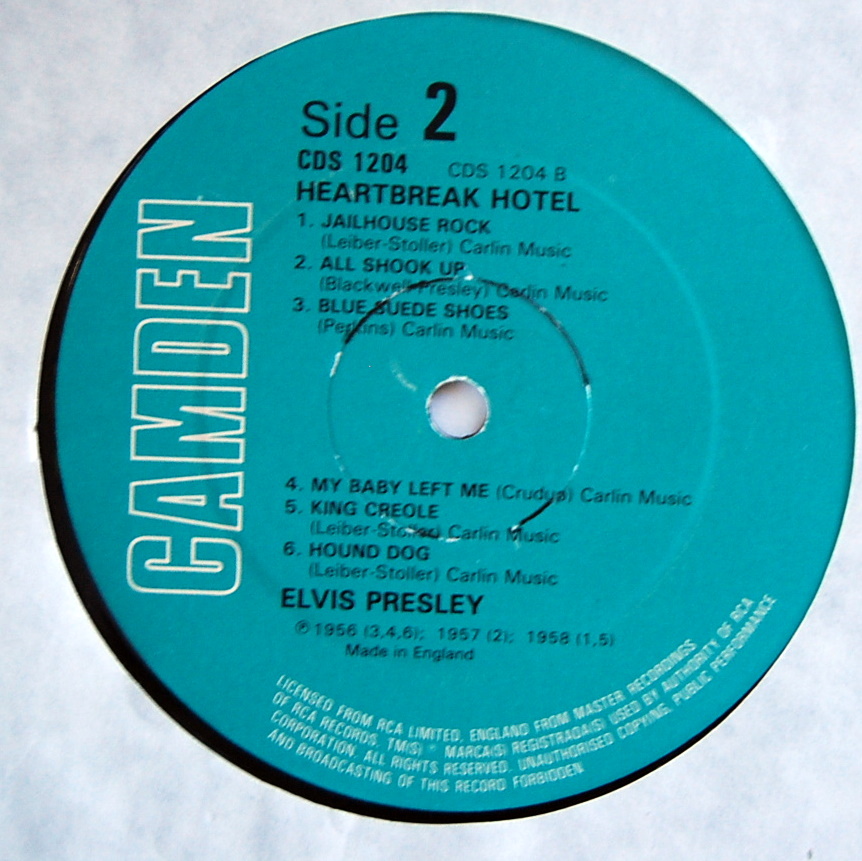 CAMDEN
Side 2
CDS 1204 CDS 1204 B
HEARTBREAK HOTEL
1. JAILHOUSE ROCK
(Leiber-Stoller) Carlin Music
2. ALL SHOOK UP
(Blackwell-Presley) Carlin Music
3. BLUE SUEDE SHOES
(Perkins) Carlin Music
4. MY BABY LEFT ME (Crudup) Carlin Music
5. KING CREOLE
(Leiber-Stoller) Carlin Music
6. HOUND DOG
(Leiber-Stoller) Carlin Music
ELVIS PRESLEY
℗ 1956 (3,4,6); 1957 (2); 1958 (1,5)
Made in England
LICENSED FROM RCA LIMITED, ENGLAND FROM MASTER RECORDINGS
OF RCA RECORDS. TM(S) ® MARCA(S) REGISTRADA(S) USED BY AUTHORITY OF RCA
CORPORATION. ALL RIGHTS RESERVED. UNAUTHORISED COPYING, PUBLIC PERFORMANCE
AND BROADCASTING OF THIS RECORD FORBIDDEN